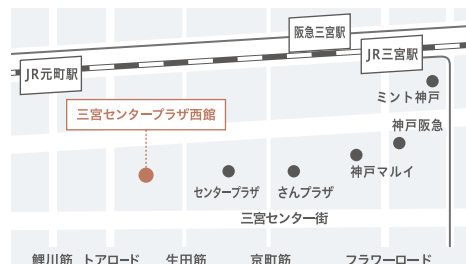 阪急三宮駅
JR三宮駅
JR元町駅
ミント神戸
三宮センタープラザ西館
神戸阪急
神戸マルイ
センタープラザ
さんプラザ
三宮センター街
鯉川筋
トアロード
生田筋
京町筋
フラワーロード